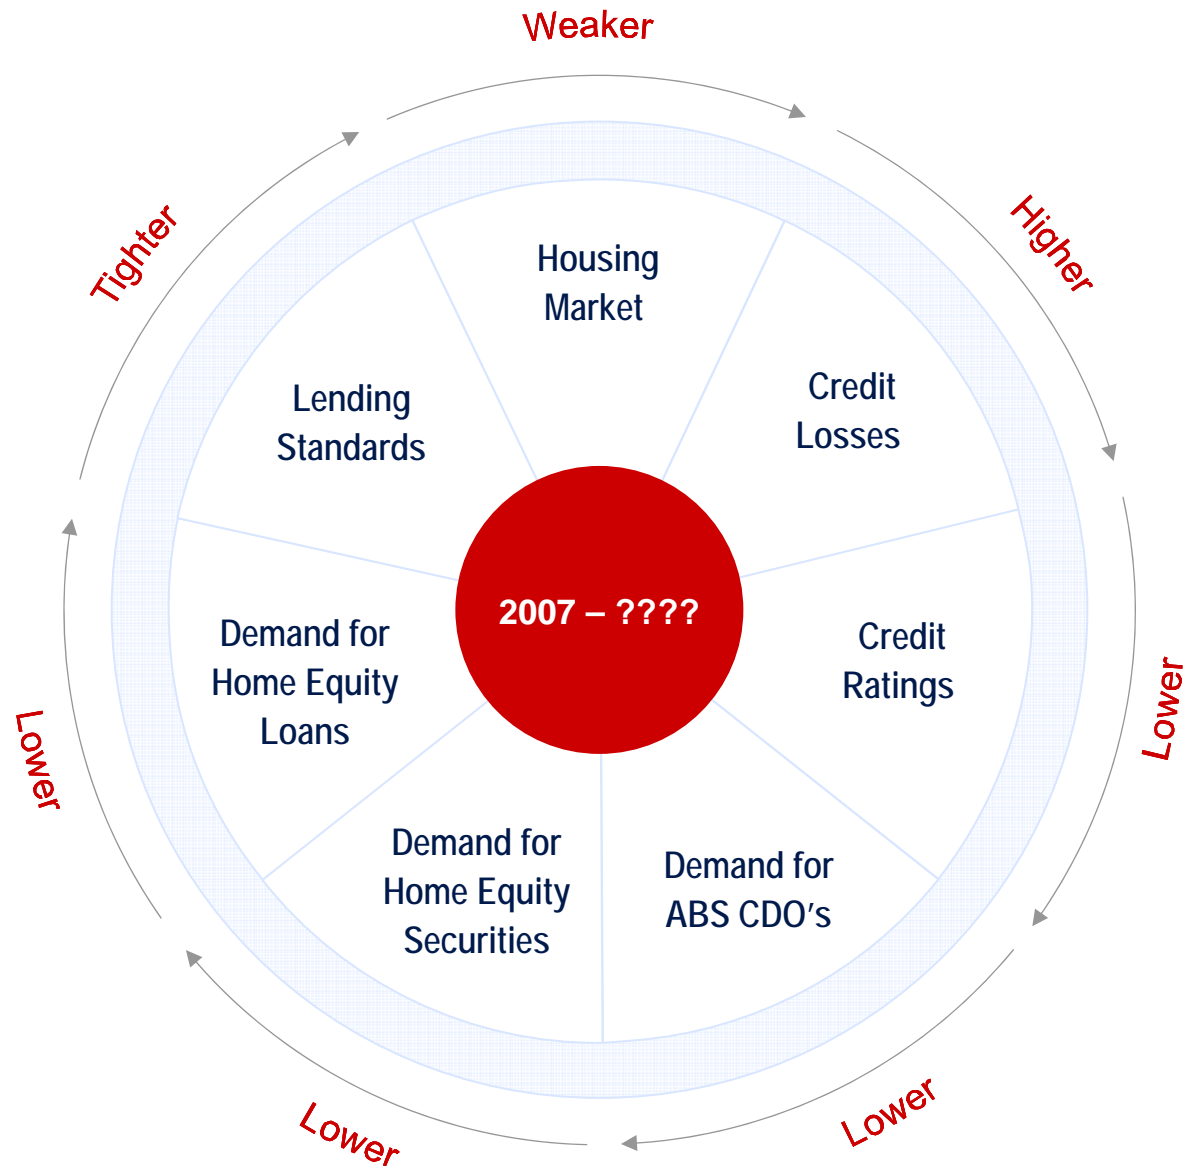 Weaker
Higher
Tighter
Housing
Market
Credit
Losses
Lending
Standards
2007 – ????
Credit
Ratings
Demand for
Home Equity
Loans
Lower
Lower
Demand for
Home Equity
Securities
Demand for
ABS CDO's
Lower
Lower